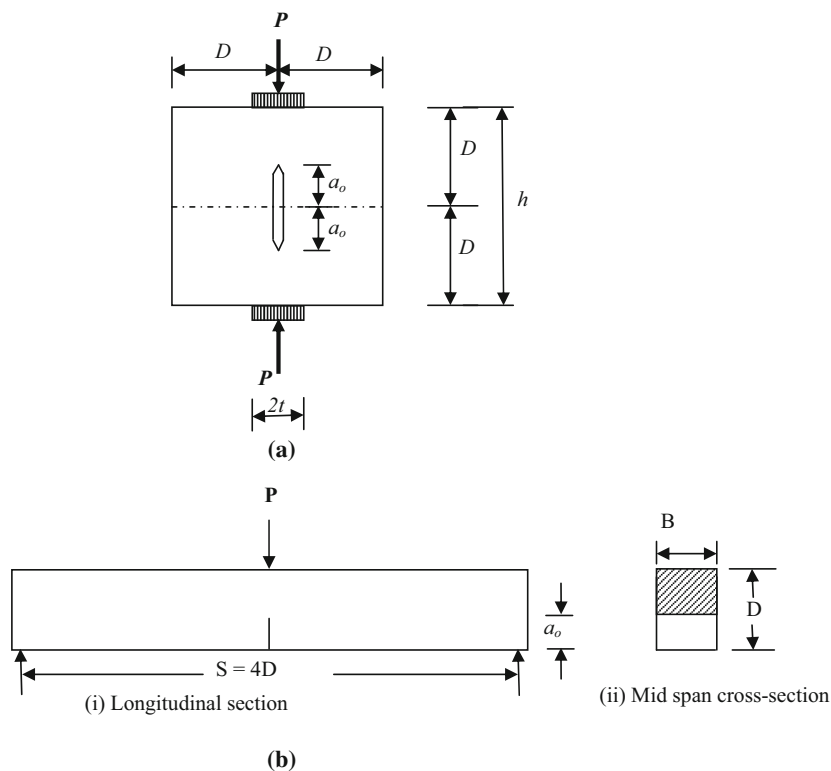 P
D D
D
h
a_o
a_o
D
P
2t
(a)
P
B
D
a_o
S = 4D
(i) Longitudinal section
(ii) Mid span cross-section
(b)